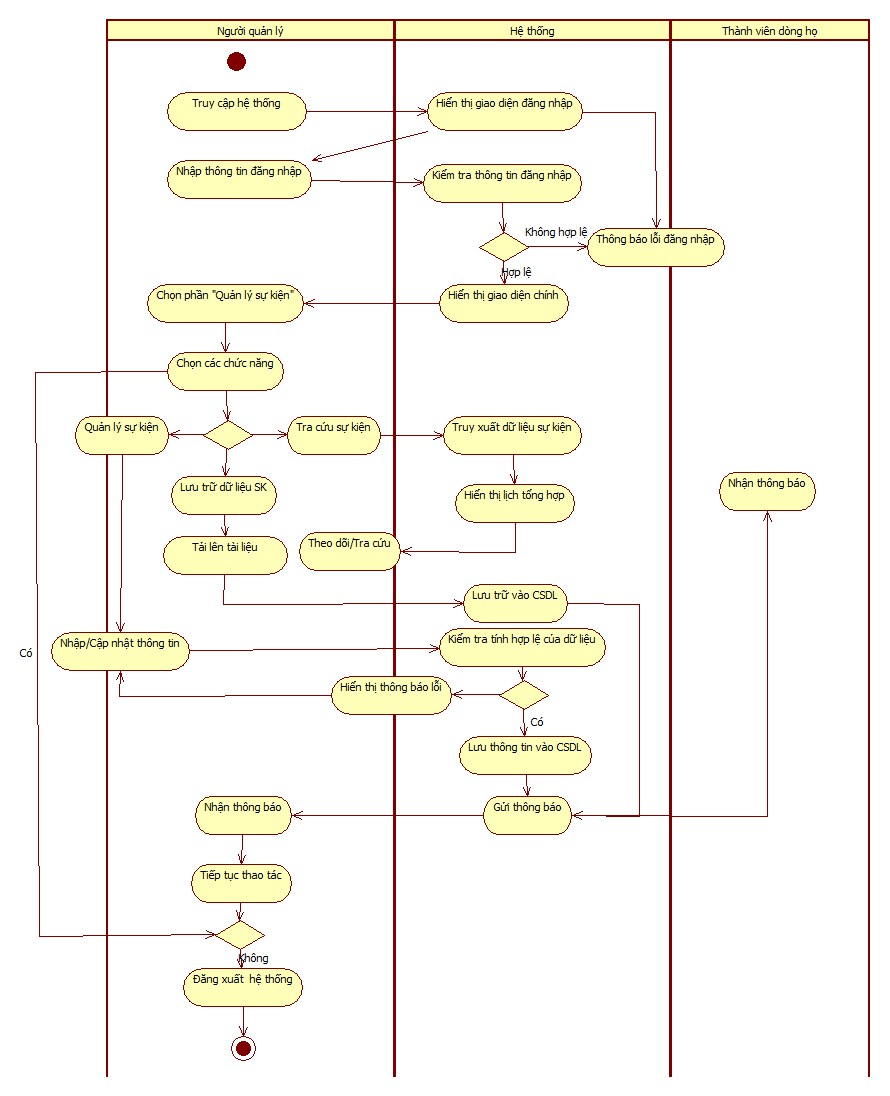 Người quản lý
Hệ thống
Thành viên dòng họ
Truy cập hệ thống
Hiển thị giao diện đăng nhập
Nhập thông tin đăng nhập
Kiểm tra thông tin đăng nhập
Không hợp lệ
Thông báo lỗi đăng nhập
Hợp lệ
Chọn phần "Quản lý sự kiện"
Hiển thị giao diện chính
Chọn các chức năng
Quản lý sự kiện
Tra cứu sự kiện
Truy xuất dữ liệu sự kiện
Lưu trữ dữ liệu SK
Hiển thị lịch tổng hợp
Nhận thông báo
Tải lên tài liệu
Theo dõi/Tra cứu
Lưu trữ vào CSDL
Nhập/Cập nhật thông tin
Kiểm tra tính hợp lệ của dữ liệu
Có
Hiển thị thông báo lỗi
Có
Lưu thông tin vào CSDL
Nhận thông báo
Gửi thông báo
Tiếp tục thao tác
Không
Đăng xuất  hệ thống